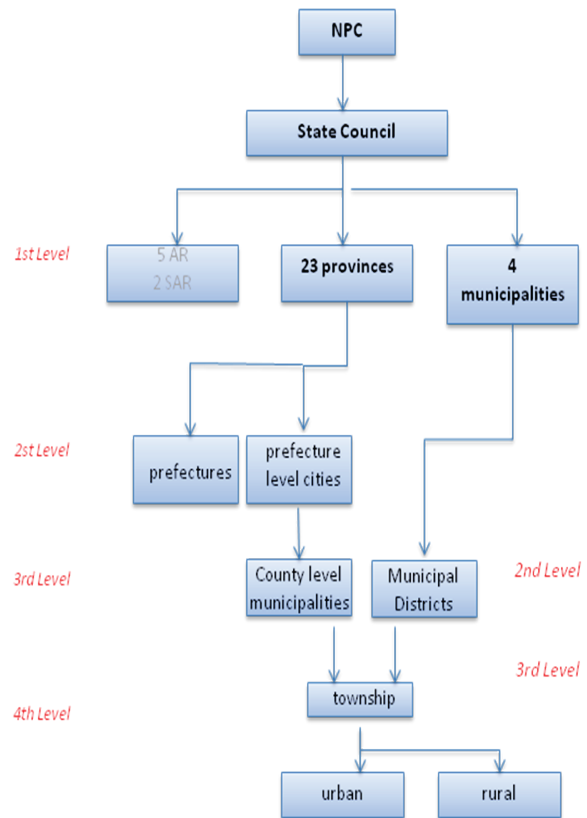 NPC
State Council
1st Level
5 AR
2 SAR
23 provinces
4
municipalities
2st Level
prefectures
prefecture
level cities
3rd Level
County level
municipalities
Municipal
Districts
2nd Level
3rd Level
4th Level
township
urban
rural